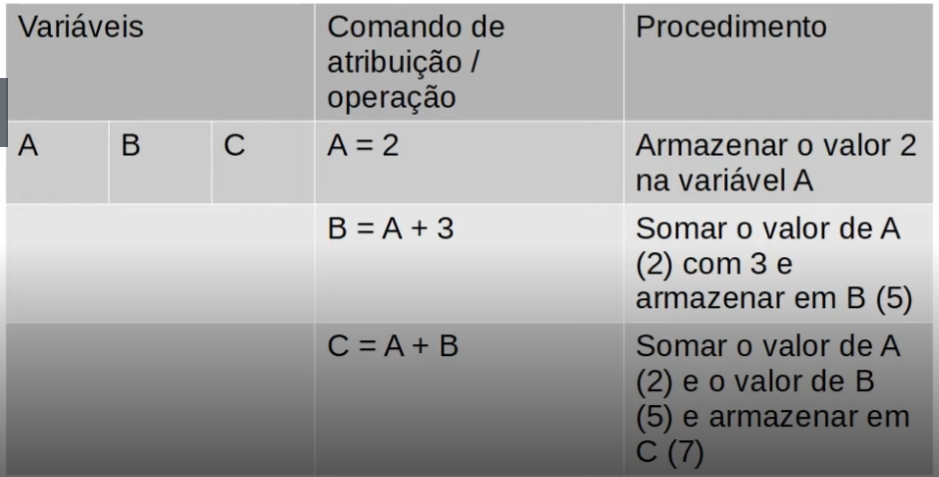 Variáveis
Comando de
atribuição /
operação
Procedimento
A
B
C
A = 2
Armazenar o valor 2
na variável A
B = A + 3
Somar o valor de A
(2) com 3 e
armazenar em B (5)
C = A + B
Somar o valor de A
(2) e o valor de B
(5) e armazenar em
C (7)